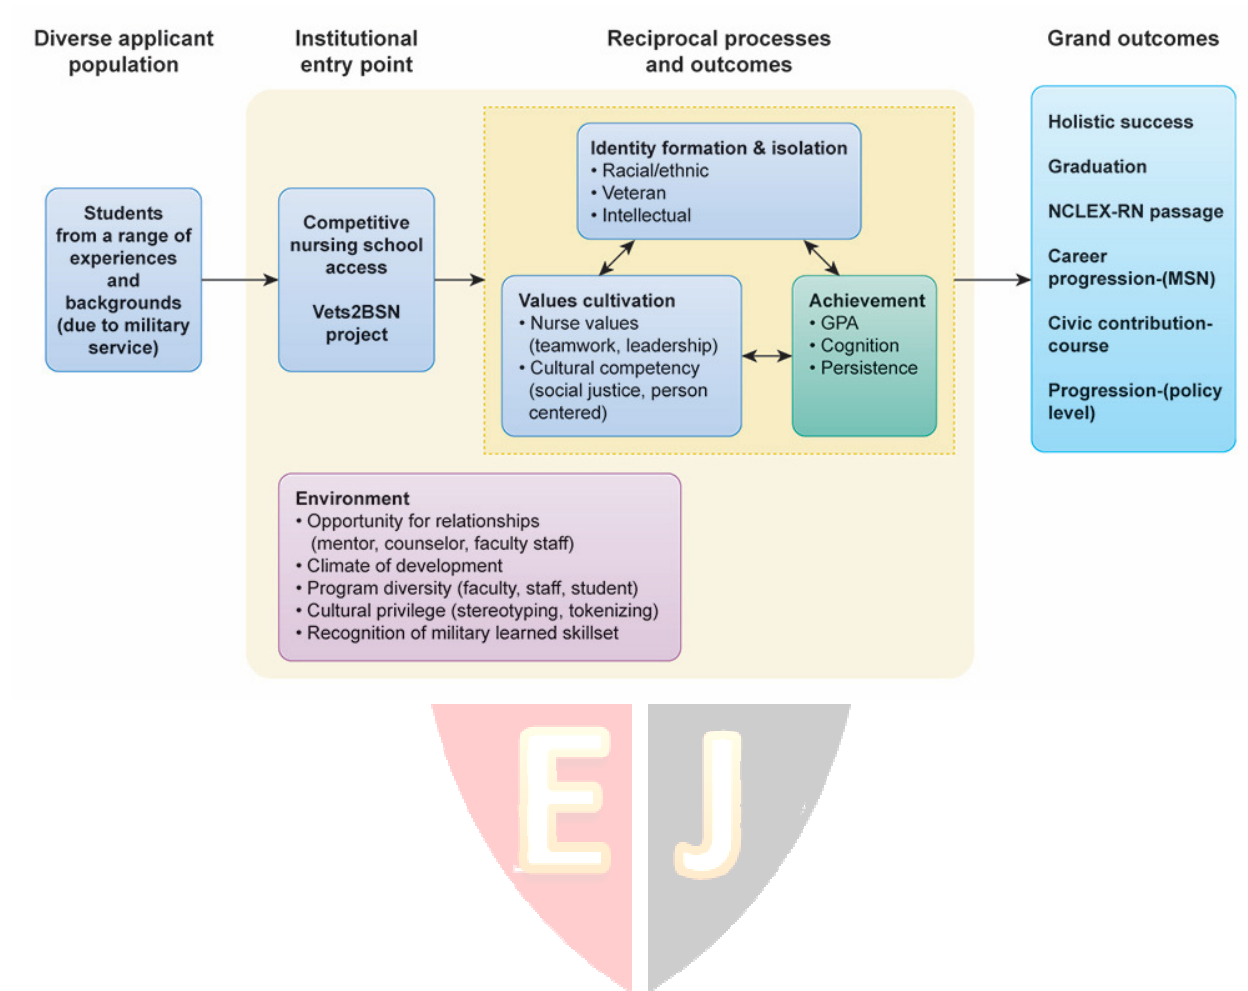 Diverse applicant
population
Institutional
entry point
Reciprocal processes
and outcomes
Grand outcomes
Students
from a range of
experiences
and
backgrounds
(due to military
service)
Competitive
nursing school
access
Vets2BSN
project
Identity formation & isolation
• Racial/ethnic
• Veteran
• Intellectual
Values cultivation
• Nurse values
(teamwork, leadership)
• Cultural competency
(social justice, person
centered)
Achievement
• GPA
• Cognition
• Persistence
Holistic success
Graduation
NCLEX-RN passage
Career
progression-(MSN)
Civic contribution-
course
Progression-(policy
level)
Environment
• Opportunity for relationships
(mentor, counselor, faculty staff)
• Climate of development
• Program diversity (faculty, staff, student)
• Cultural privilege (stereotyping, tokenizing)
• Recognition of military learned skillset
E J